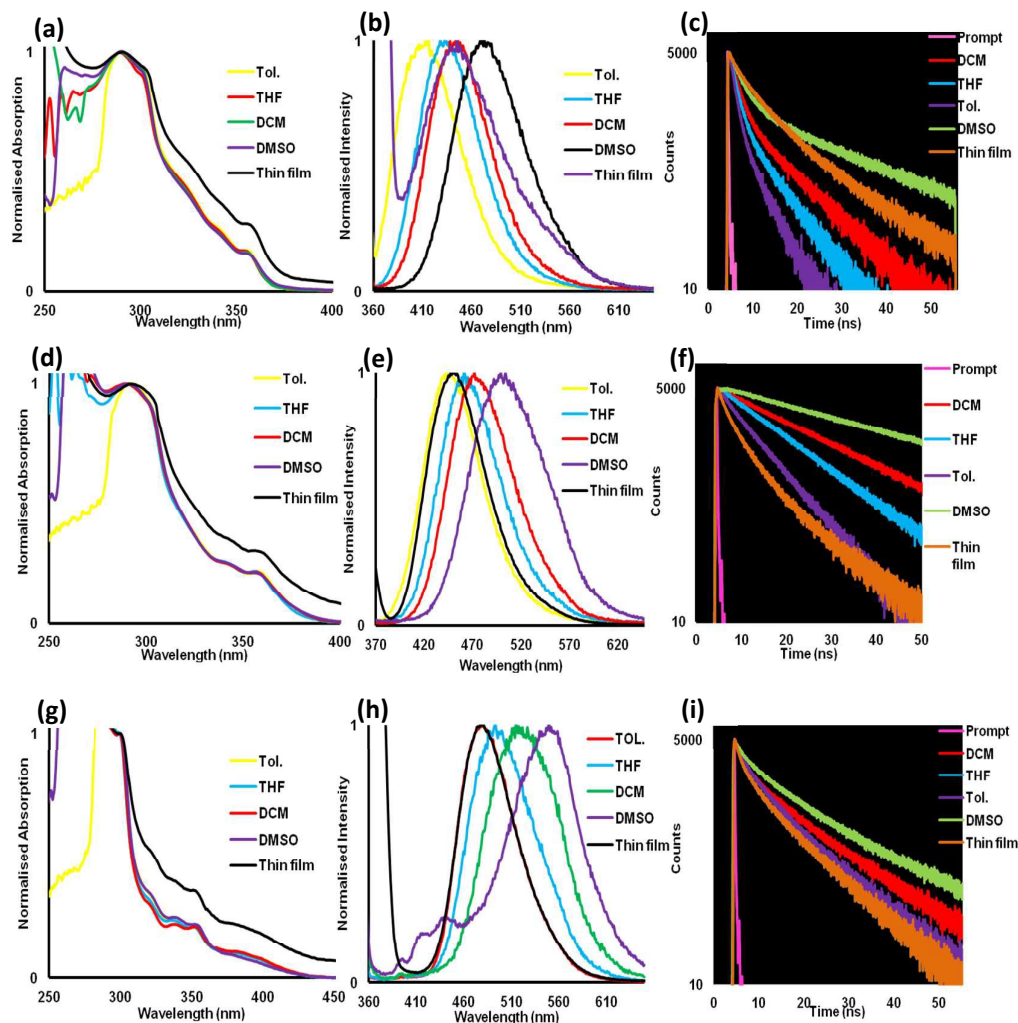 (a)
Normalised Absorption
1
0
250
300
350
400
Wavelength (nm)
Tol.
THF
DCM
DMSO
Thin film
(b)
Normalised Intensity
1
0
360
410
460
510
560
610
Wavelength (nm)
Tol.
THF
DCM
DMSO
Thin film
(c)
Counts
5000
10
0
10
20
30
40
50
Time (ns)
Prompt
DCM
THF
Tol.
DMSO
Thin film
(d)
Normalised Absorption
1
0
250
300
350
400
Wavelength (nm)
Tol.
THF
DCM
DMSO
Thin film
(e)
Normalised Intensity
1
0
370
420
470
520
570
620
Wavelength (nm)
Tol.
THF
DCM
DMSO
Thin film
(f)
Counts
5000
10
0
10
20
30
40
50
Time (ns)
Prompt
DCM
THF
Tol.
DMSO
Thin
film
(g)
Normalised Absorption
1
0
250
300
350
400
450
Wavelength (nm)
Tol.
THF
DCM
DMSO
Thin film
(h)
Normalised Intensity
1
0
360
410
460
510
560
610
Wavelength (nm)
TOL.
THF
DCM
DMSO
Thin film
(i)
Counts
5000
10
0
10
20
30
40
50
Time (ns)
Prompt
DCM
THF
Tol.
DMSO
Thin film